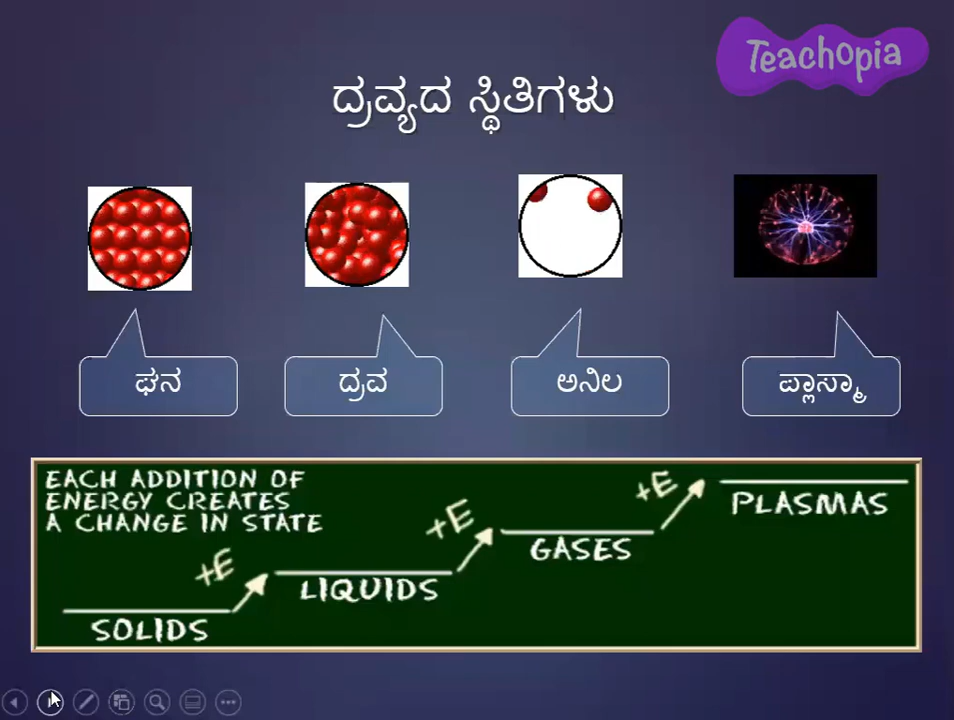 Teachopia
ದ್ರವ್ಯದ ಸ್ಥಿತಿಗಳು
ಘನ
ದ್ರವ
ಅನಿಲ
ಪ್ಲಾಸ್ಮಾ
EACH ADDITION OF
ENERGY CREATES
A CHANGE IN STATE
+E
+E
+E
SOLIDS
LIQUIDS
GASES
PLASMAS